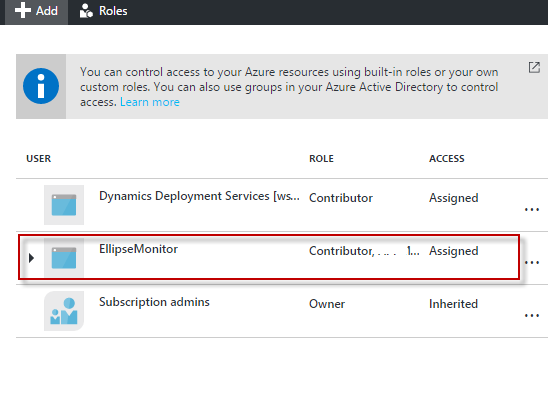 Add Roles
You can control access to your Azure resources using built-in roles or your own
custom roles. You can also use groups in your Azure Active Directory to control
access. Learn more
USER ROLE ACCESS
Dynamics Deployment Services [ws... Contributor Assigned
EllipseMonitor Contributor, . .. . 1... Assigned
Subscription admins Owner Inherited